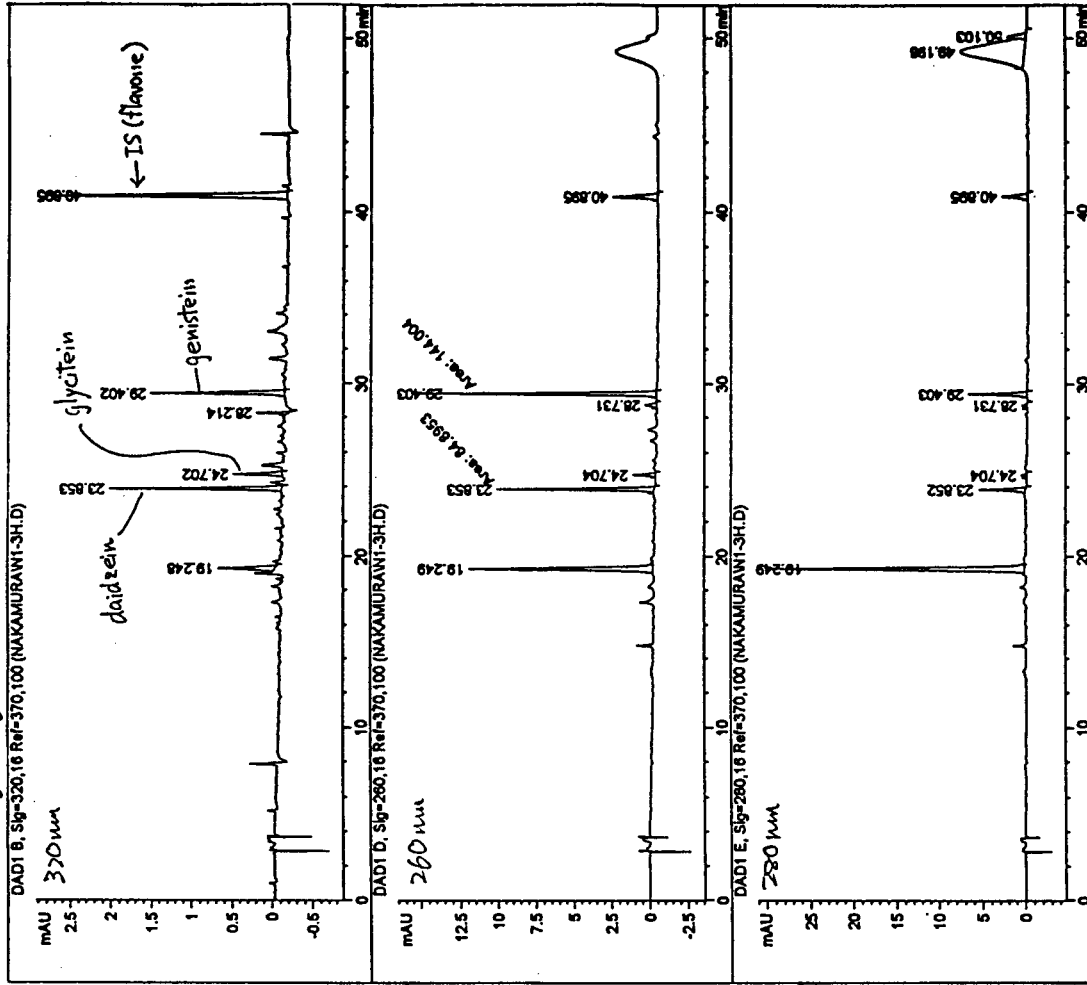 DAD1 B, Sig=320,16 Ref=370,100 (NAKAMURAW1-3H.D)
320nm
mAU
2.5
2
1.5
1
0.5
0
-0.5
19.248
23.853
24.702
28.214
29.402
40.895
daidzein
glycitein
genistein
← IS (flavone)
0 10 20 30 40 50 min
DAD1 D, Sig=260,16 Ref=370,100 (NAKAMURAW1-3H.D)
260nm
mAU
12.5
10
7.5
5
2.5
0
-2.5
19.249
23.853
Area: 84.8953
24.704
28.731
29.403
Area: 144.004
40.895
0 10 20 30 40 50 min
DAD1 E, Sig=280,16 Ref=370,100 (NAKAMURAW1-3H.D)
280nm
mAU
25
20
15
10
5
0
19.249
23.852
24.704
28.731
29.403
40.895
49.198
50.103
0 10 20 30 40 50 min